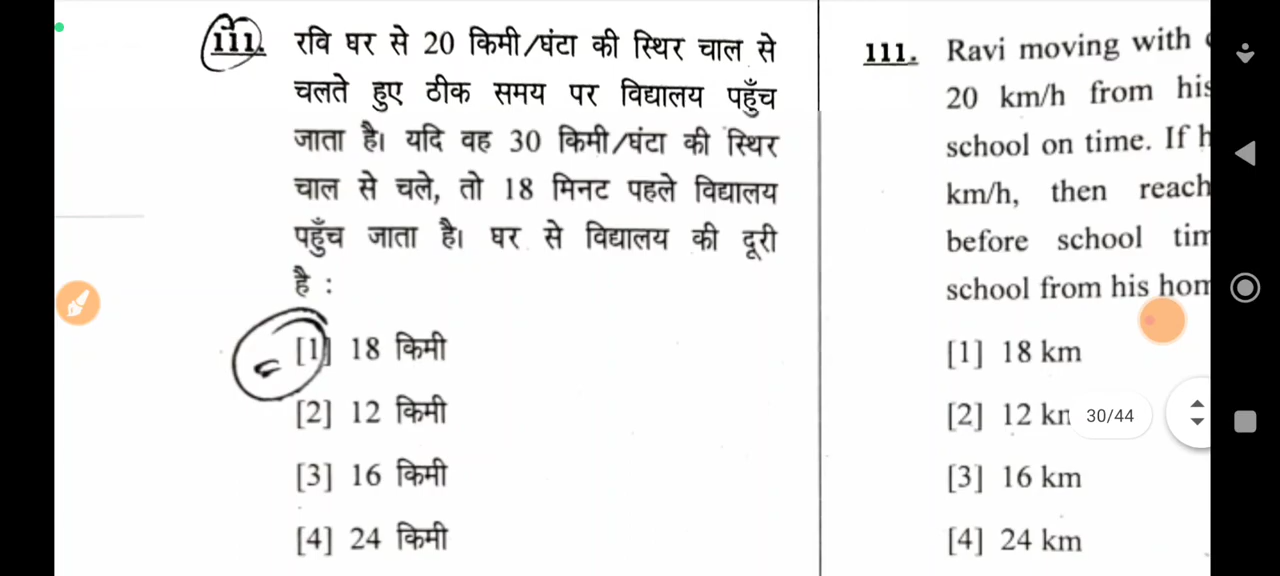 111. रवि घर से 20 किमी/घंटा की स्थिर चाल से
चलते हुए ठीक समय पर विद्यालय पहुँच
जाता है। यदि वह 30 किमी/घंटा की स्थिर
चाल से चले, तो 18 मिनट पहले विद्यालय
पहुँच जाता है। घर से विद्यालय की दूरी
है :
[1] 18 किमी
[2] 12 किमी
[3] 16 किमी
[4] 24 किमी
111. Ravi moving with
20 km/h from his
school on time. If
km/h, then reach
before school
school from his
[1] 18 km
[2] 12
[3] 16 km
[4] 24 km
30/44